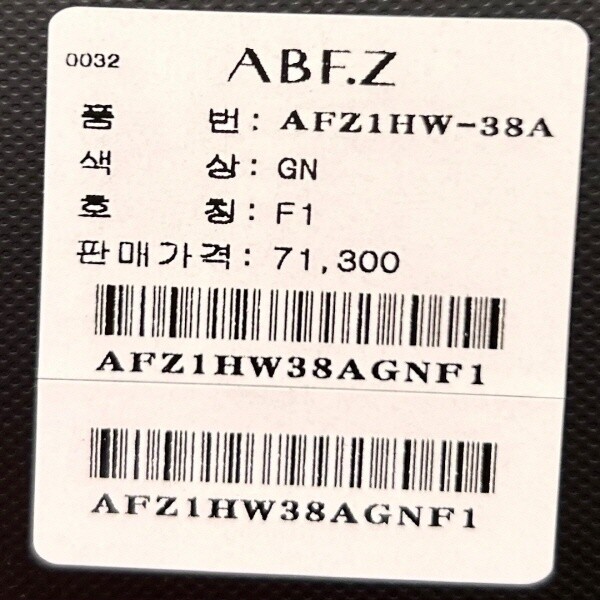 0032 ABF.Z
품 번: AFZ1HW-38A
색 상: GN
호 칭: F1
판매가격: 71,300
AFZ1HW38AGNF1
AFZ1HW38AGNF1